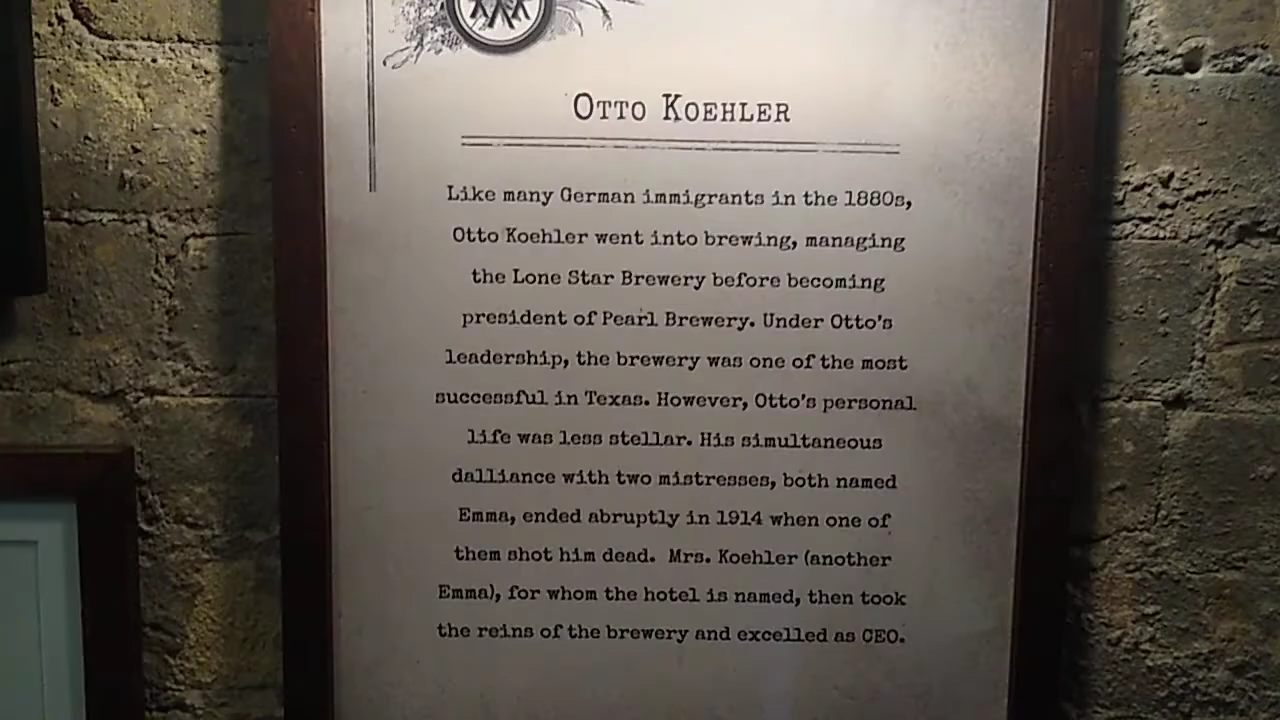 Otto Koehler
Like many German immigrants in the 1880s,
Otto Koehler went into brewing, managing
the Lone Star Brewery before becoming
president of Pearl Brewery. Under Otto's
leadership, the brewery was one of the most
successful in Texas. However, Otto's personal
life was less stellar. His simultaneous
dalliance with two mistresses, both named
Emma, ended abruptly in 1914 when one of
them shot him dead.  Mrs. Koehler (another
Emma), for whom the hotel is named, then took
the reins of the brewery and excelled as CEO.